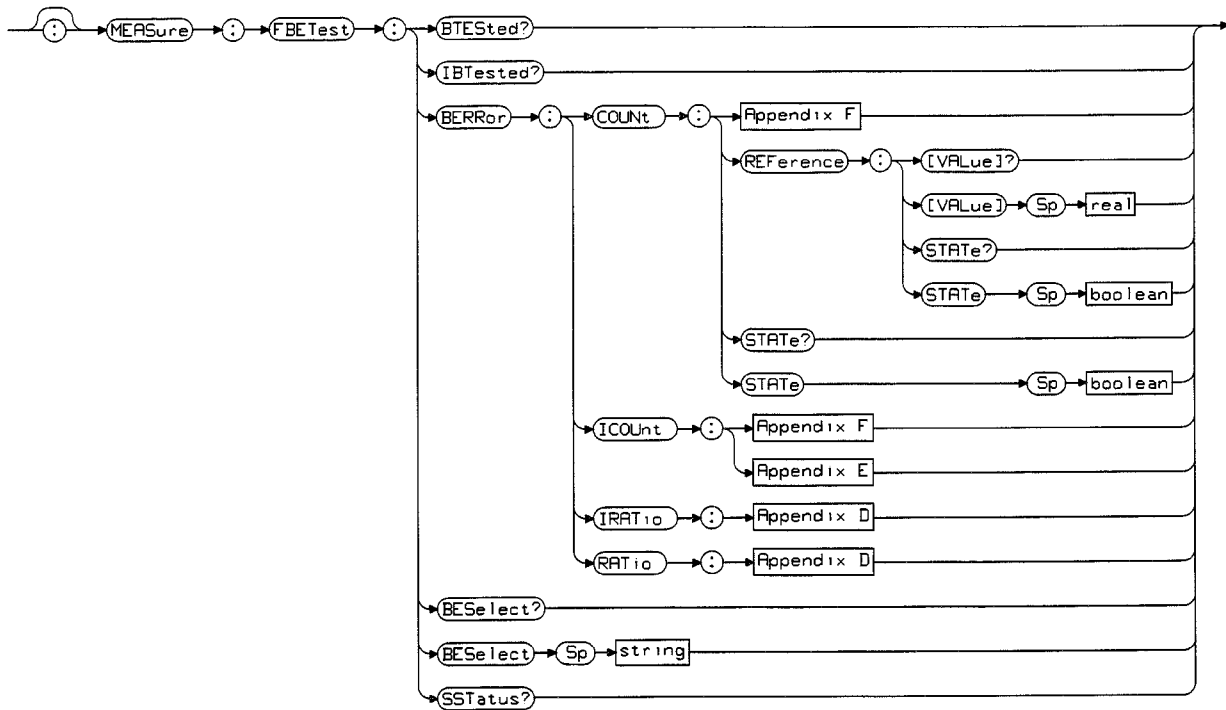 : MEASure : FBETest : BTESted?
IBTested?
BERRor : COUNt : Appendix F
REFerence : [VALue]?
[VALue] Sp real
STATe?
STATe Sp boolean
STATe?
STATe Sp boolean
ICOUnt : Appendix F
Appendix E
IRATio : Appendix D
RATio : Appendix D
BESelect?
BESelect Sp string
SSTatus?